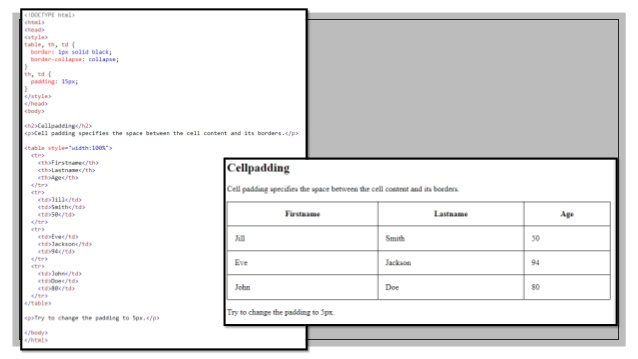 <!DOCTYPE html>
<html>
<head>
<style>
table, th, td {
  border: 1px solid black;
  border-collapse: collapse;
}
th, td {
  padding: 15px;
}
</style>
</head>
<body>

<h2>Cellpadding</h2>
<p>Cell padding specifies the space between the cell content and its borders.</p>

<table style="width:100%">
  <tr>
    <th>Firstname</th>
    <th>Lastname</th>
    <th>Age</th>
  </tr>
  <tr>
    <td>Jill</td>
    <td>Smith</td>
    <td>50</td>
  </tr>
  <tr>
    <td>Eve</td>
    <td>Jackson</td>
    <td>94</td>
  </tr>
  <tr>
    <td>John</td>
    <td>Doe</td>
    <td>80</td>
  </tr>
</table>

<p>Try to change the padding to 5px.</p>

</body>
</html>
Cellpadding
Cell padding specifies the space between the cell content and its borders.
Firstname Lastname Age
Jill Smith 50
Eve Jackson 94
John Doe 80
Try to change the padding to 5px.